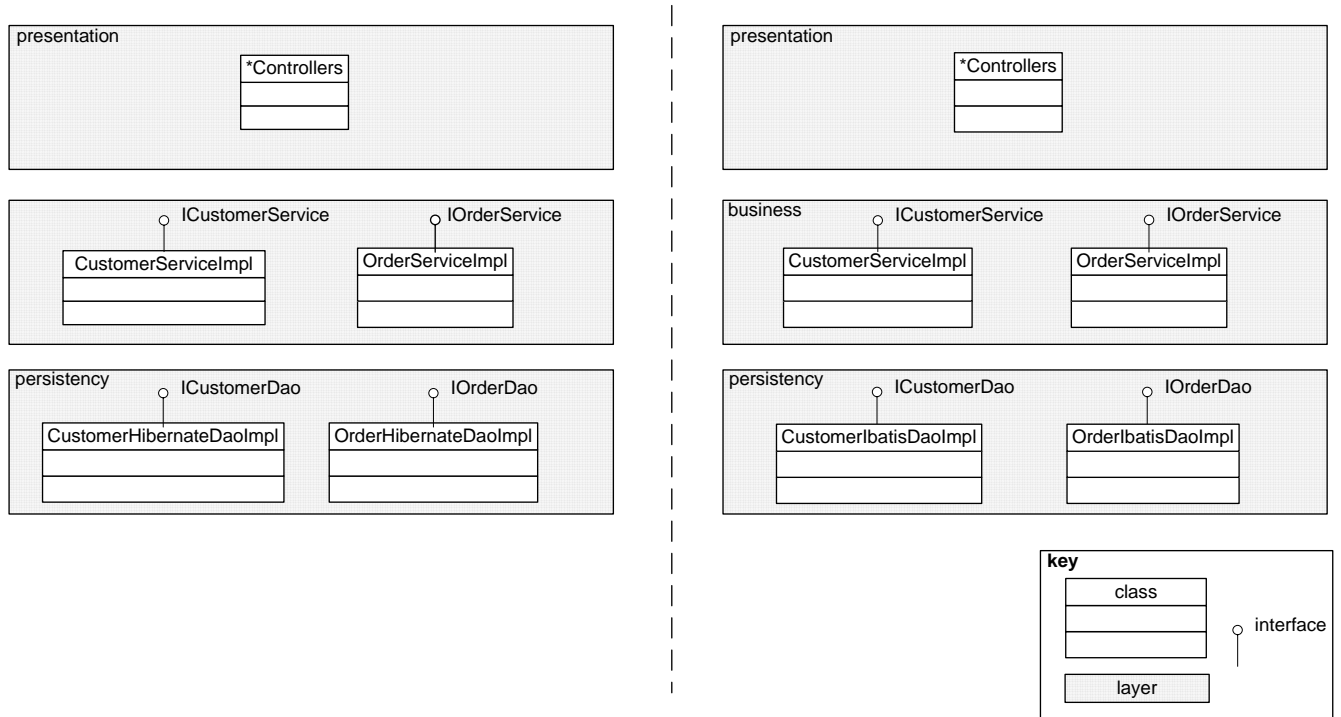 presentation
*Controllers
ICustomerService
IOrderService
CustomerServiceImpl
OrderServiceImpl
persistency
ICustomerDao
IOrderDao
CustomerHibernateDaoImpl
OrderHibernateDaoImpl
presentation
*Controllers
business
ICustomerService
IOrderService
CustomerServiceImpl
OrderServiceImpl
persistency
ICustomerDao
IOrderDao
CustomerIbatisDaoImpl
OrderIbatisDaoImpl
key
class
interface
layer